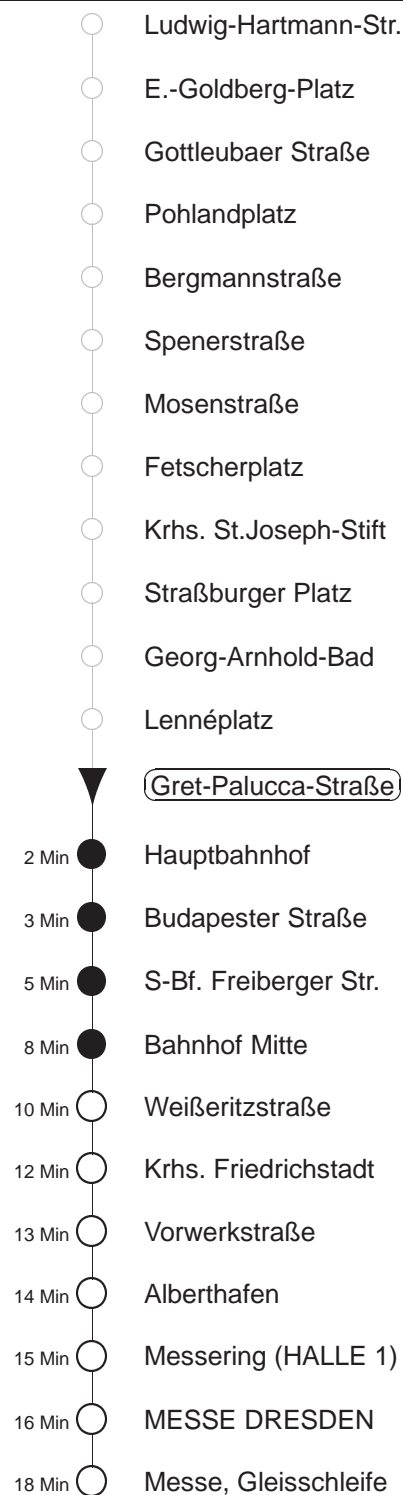 Ludwig-Hartmann-Str.
E.-Goldberg-Platz
Gottleubaer Straße
Pohlandplatz
Bergmannstraße
Spenerstraße
Mosenstraße
Fetscherplatz
Krhs. St.Joseph-Stift
Straßburger Platz
Georg-Arnhold-Bad
Lennéplatz
Gret-Palucca-Straße
2 Min Hauptbahnhof
3 Min Budapester Straße
5 Min S-Bf. Freiberger Str.
8 Min Bahnhof Mitte
10 Min Weißeritzstraße
12 Min Krhs. Friedrichstadt
13 Min Vorwerkstraße
14 Min Alberthafen
15 Min Messering (HALLE 1)
16 Min MESSE DRESDEN
18 Min Messe, Gleisschleife